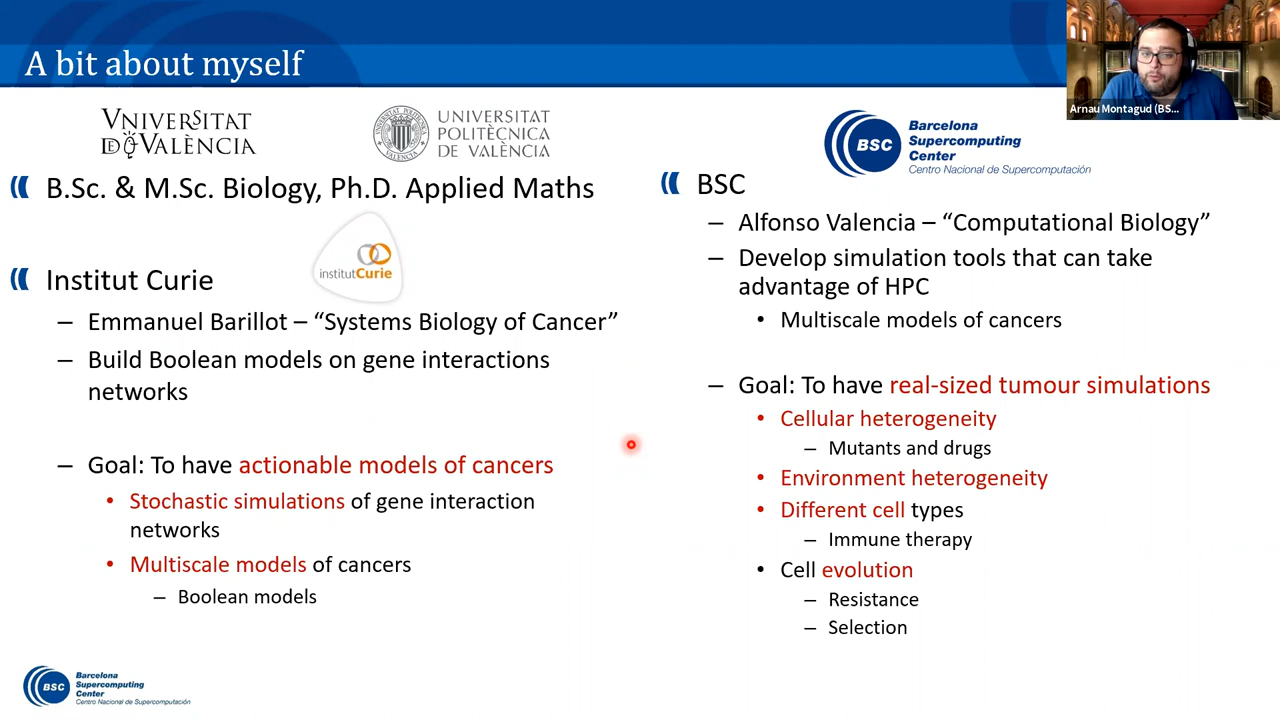 A bit about myself
Arnau Montagud (BS...
VNIVERSITAT
DE VALÈNCIA
UNIVERSITAT
POLITÈCNICA
DE VALÈNCIA
B.Sc. & M.Sc. Biology, Ph.D. Applied Maths
institutCurie
Institut Curie
– Emmanuel Barillot – “Systems Biology of Cancer”
– Build Boolean models on gene interactions
networks
– Goal: To have actionable models of cancers
• Stochastic simulations of gene interaction
networks
• Multiscale models of cancers
– Boolean models
BSC
Barcelona
Supercomputing
Center
Centro Nacional de Supercomputación
BSC
– Alfonso Valencia – “Computational Biology”
– Develop simulation tools that can take
advantage of HPC
• Multiscale models of cancers
– Goal: To have real-sized tumour simulations
• Cellular heterogeneity
– Mutants and drugs
• Environment heterogeneity
• Different cell types
– Immune therapy
• Cell evolution
– Resistance
– Selection
BSC
Barcelona
Supercomputing
Center
Centro Nacional de Supercomputación